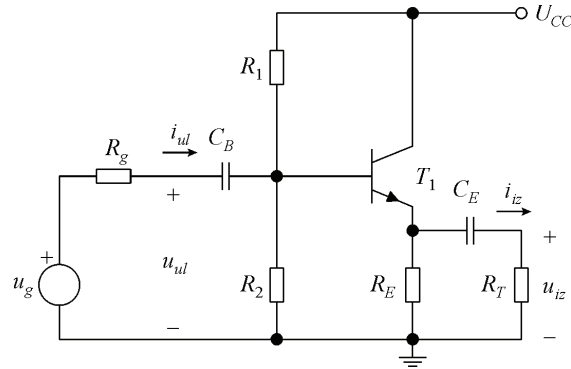 U_CC
R_1
R_g
i_ul
C_B
T_1
C_E
i_iz
+
+
+
u_g
u_ul
R_2
R_E
R_T
u_iz
−
−